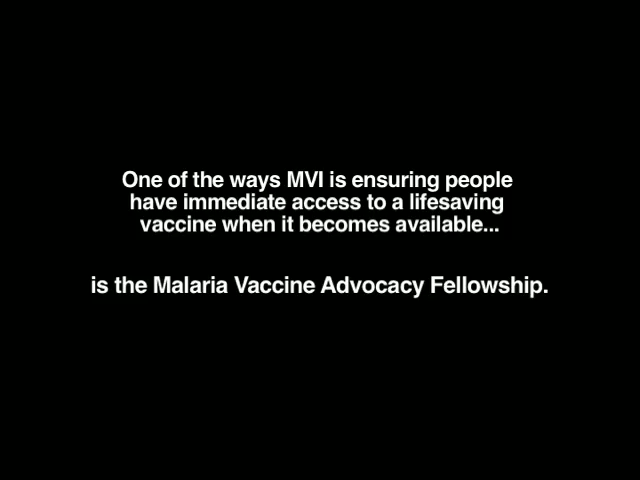 One of the ways MVI is ensuring people
have immediate access to a lifesaving
vaccine when it becomes available...
is the Malaria Vaccine Advocacy Fellowship.